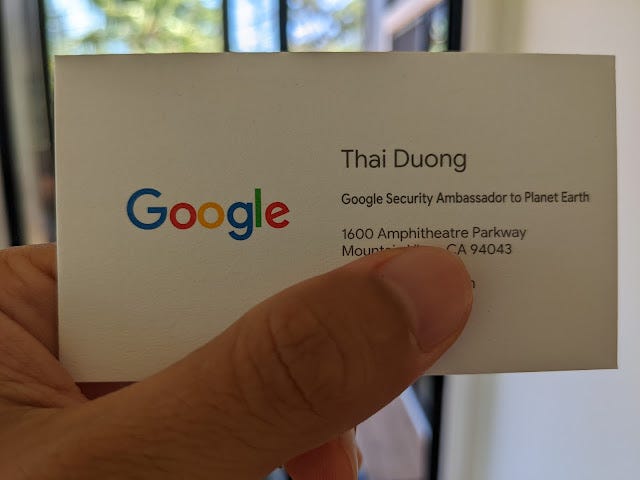 Google
Thai Duong
Google Security Ambassador to Planet Earth
1600 Amphitheatre Parkway
CA 94043